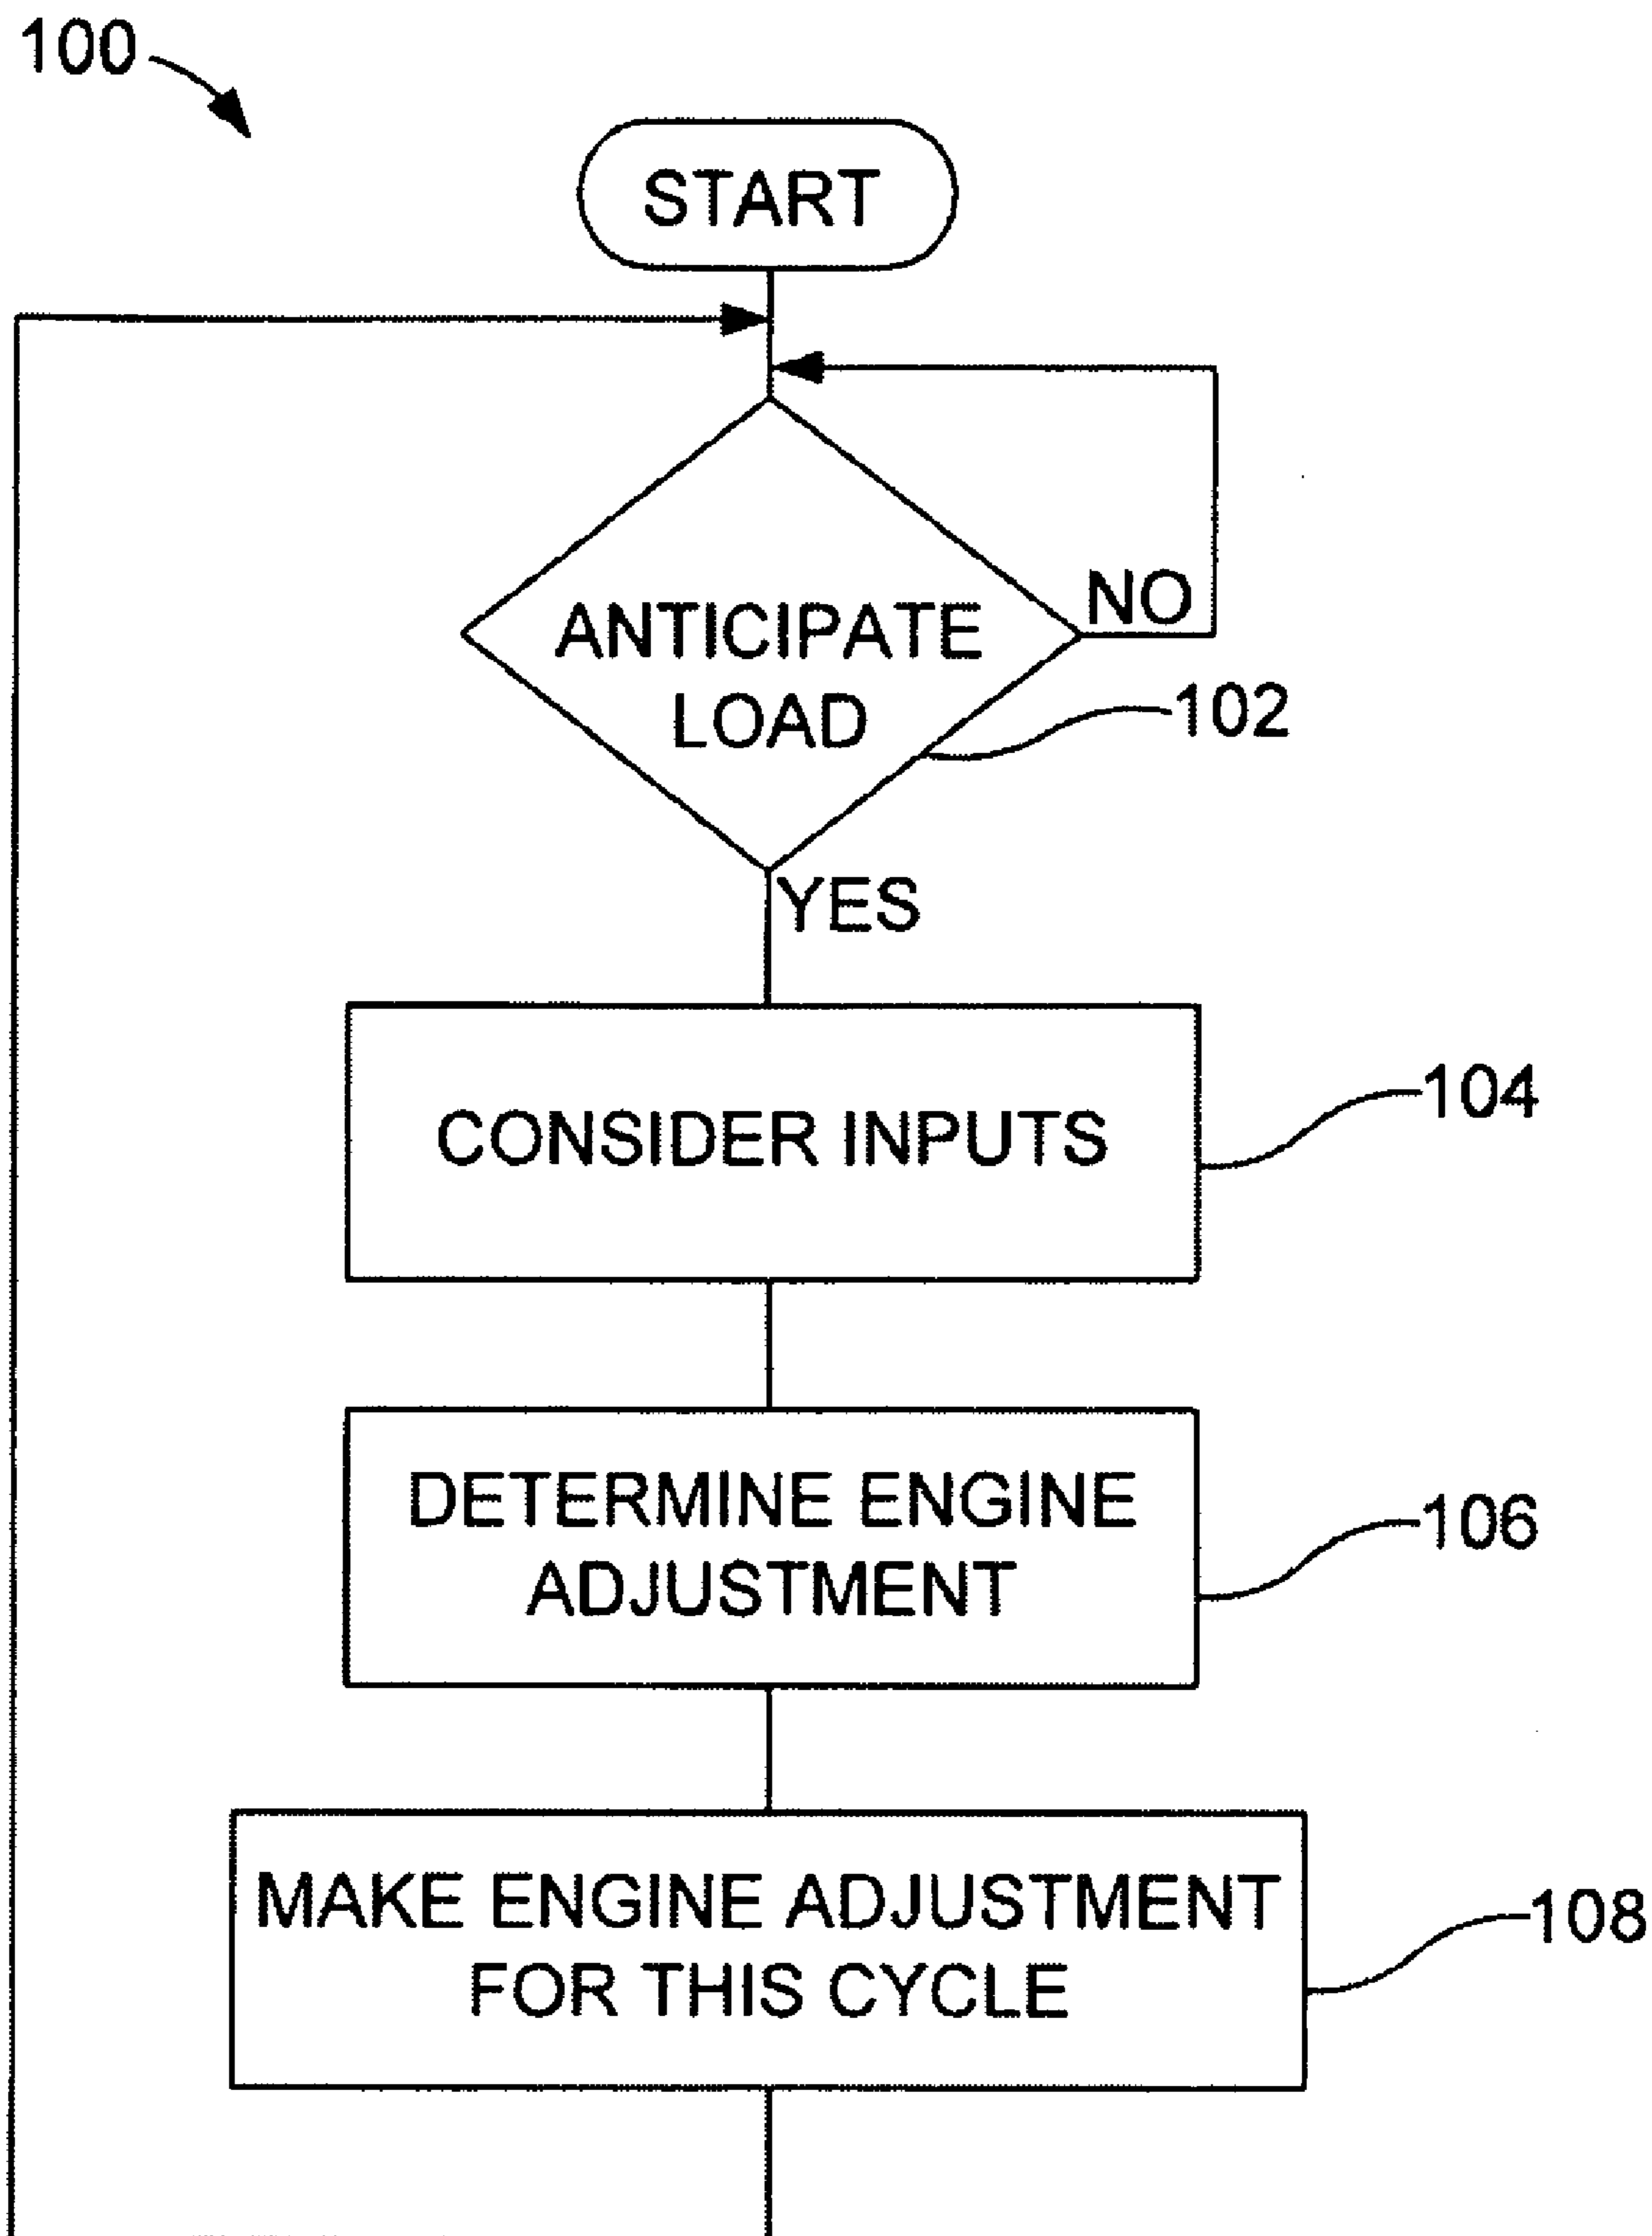 100
START
NO
ANTICIPATE
LOAD
102
YES
CONSIDER INPUTS
104
DETERMINE ENGINE
ADJUSTMENT
106
MAKE ENGINE ADJUSTMENT
FOR THIS CYCLE
108